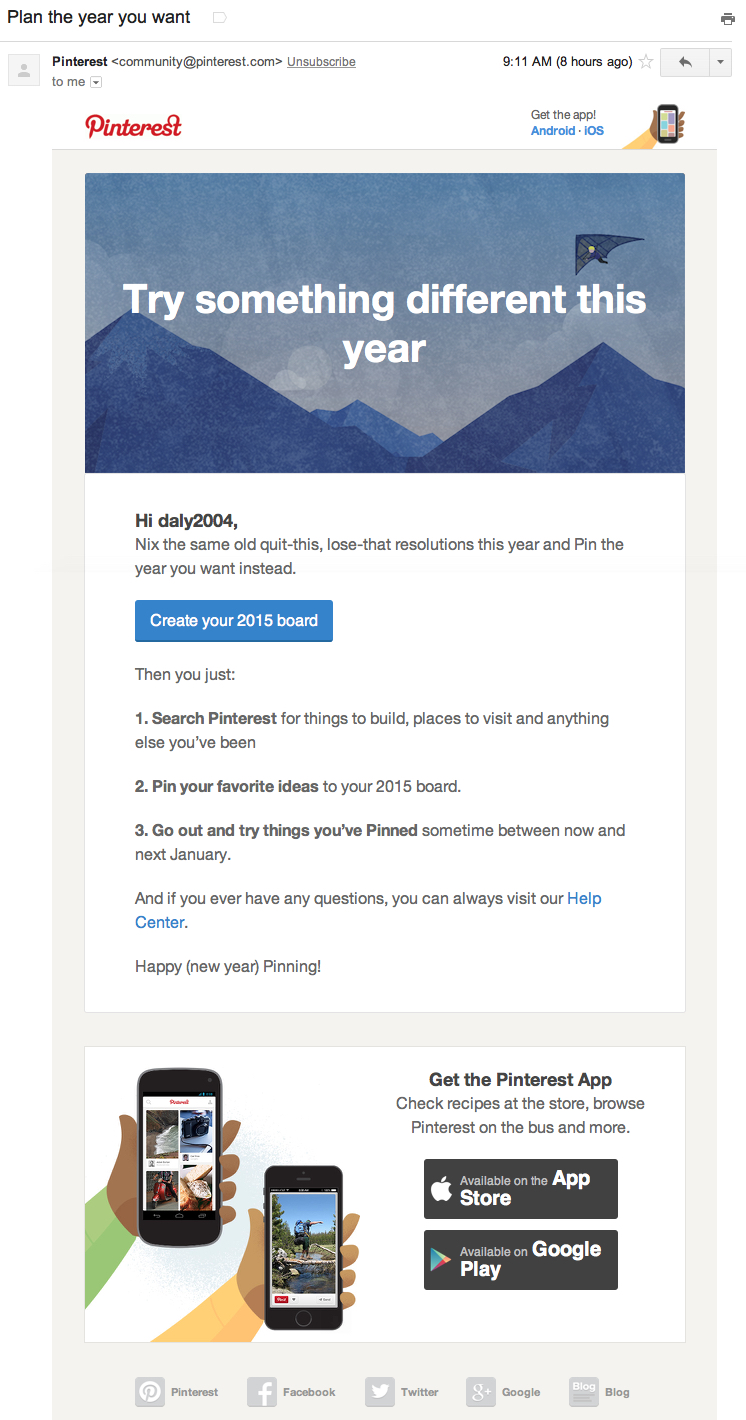 Plan the year you want
Pinterest <community@pinterest.com> Unsubscribe
9:11 AM (8 hours ago)
to me
Pinterest
Get the app!
Android · iOS
Try something different this
year
Hi daly2004,
Nix the same old quit-this, lose-that resolutions this year and Pin the
year you want instead.
Create your 2015 board
Then you just:
1. Search Pinterest for things to build, places to visit and anything
else you've been
2. Pin your favorite ideas to your 2015 board.
3. Go out and try things you've Pinned sometime between now and
next January.
And if you ever have any questions, you can always visit our Help
Center.
Happy (new year) Pinning!
Pinterest
Get the Pinterest App
Check recipes at the store, browse
Pinterest on the bus and more.
Available on the App
Store
Available on Google
Play
Pinterest
Facebook
Twitter
g+ Google
Blog Blog